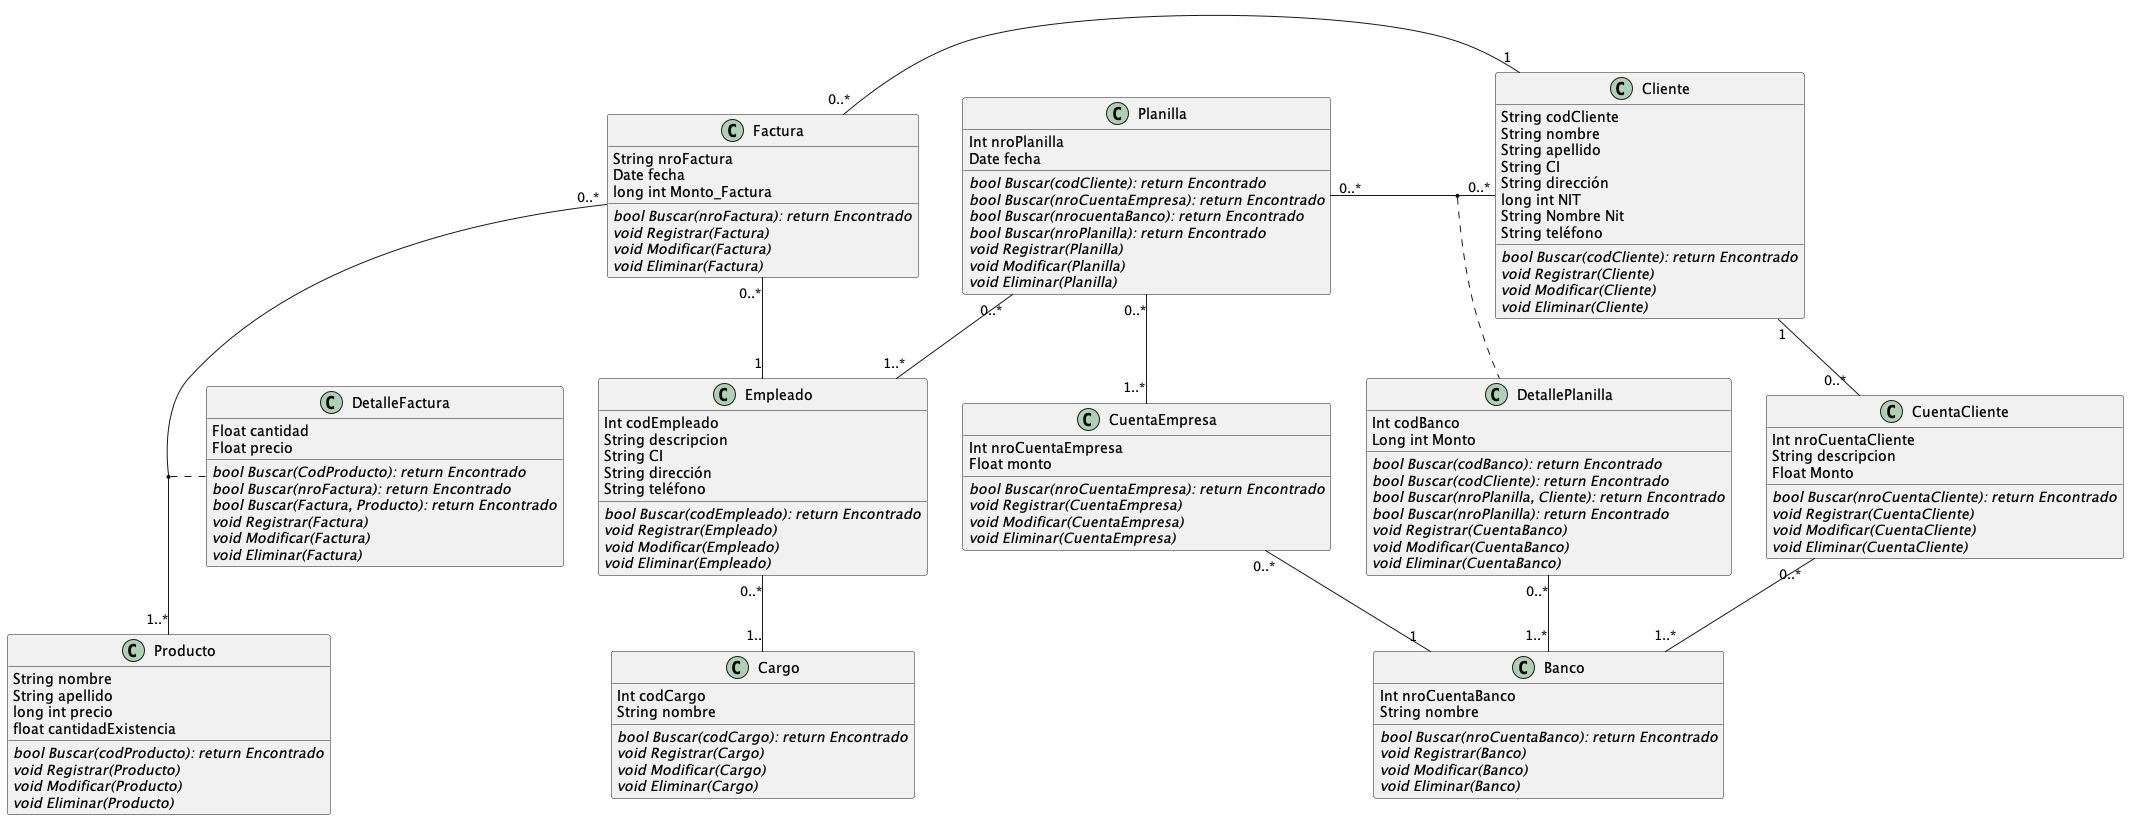 1
0..*
C Cliente
String codCliente
String nombre
String apellido
String CI
String dirección
long int NIT
String Nombre Nit
String teléfono
bool Buscar(codCliente): return Encontrado
void Registrar(Cliente)
void Modificar(Cliente)
void Eliminar(Cliente)
C Planilla
Int nroPlanilla
Date fecha
bool Buscar(codCliente): return Encontrado
bool Buscar(nroCuentaEmpresa): return Encontrado
bool Buscar(nrocuentaBanco): return Encontrado
bool Buscar(nroPlanilla): return Encontrado
void Registrar(Planilla)
void Modificar(Planilla)
void Eliminar(Planilla)
0..*
0..*
C Factura
String nroFactura
Date fecha
long int Monto_Factura
bool Buscar(nroFactura): return Encontrado
void Registrar(Factura)
void Modificar(Factura)
void Eliminar(Factura)
0..*
0..*
1
0..*
1..*
0..*
1..*
1
0..*
C DetalleFactura
Float cantidad
Float precio
bool Buscar(CodProducto): return Encontrado
bool Buscar(nroFactura): return Encontrado
bool Buscar(Factura, Producto): return Encontrado
void Registrar(Factura)
void Modificar(Factura)
void Eliminar(Factura)
C Empleado
Int codEmpleado
String descripcion
String CI
String dirección
String teléfono
bool Buscar(codEmpleado): return Encontrado
void Registrar(Empleado)
void Modificar(Empleado)
void Eliminar(Empleado)
C CuentaEmpresa
Int nroCuentaEmpresa
Float monto
bool Buscar(nroCuentaEmpresa): return Encontrado
void Registrar(CuentaEmpresa)
void Modificar(CuentaEmpresa)
void Eliminar(CuentaEmpresa)
C DetallePlanilla
Int codBanco
Long int Monto
bool Buscar(codBanco): return Encontrado
bool Buscar(codCliente): return Encontrado
bool Buscar(nroPlanilla, Cliente): return Encontrado
bool Buscar(nroPlanilla): return Encontrado
void Registrar(CuentaBanco)
void Modificar(CuentaBanco)
void Eliminar(CuentaBanco)
C CuentaCliente
Int nroCuentaCliente
String descripcion
Float Monto
bool Buscar(nroCuentaCliente): return Encontrado
void Registrar(CuentaCliente)
void Modificar(CuentaCliente)
void Eliminar(CuentaCliente)
1..*
0..*
1..
0..*
1
0..*
1..*
0..*
1..*
C Producto
String nombre
String apellido
long int precio
float cantidadExistencia
bool Buscar(codProducto): return Encontrado
void Registrar(Producto)
void Modificar(Producto)
void Eliminar(Producto)
C Cargo
Int codCargo
String nombre
bool Buscar(codCargo): return Encontrado
void Registrar(Cargo)
void Modificar(Cargo)
void Eliminar(Cargo)
C Banco
Int nroCuentaBanco
String nombre
bool Buscar(nroCuentaBanco): return Encontrado
void Registrar(Banco)
void Modificar(Banco)
void Eliminar(Banco)